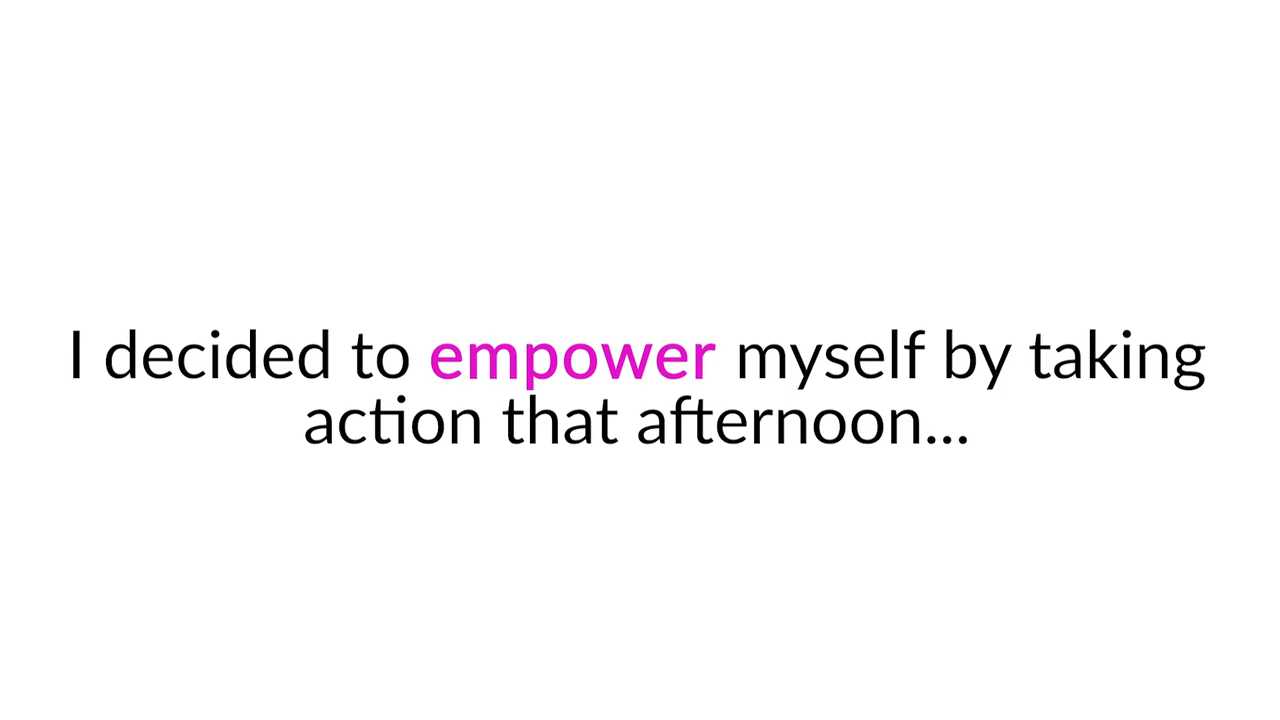 I decided to empower myself by taking
action that afternoon...